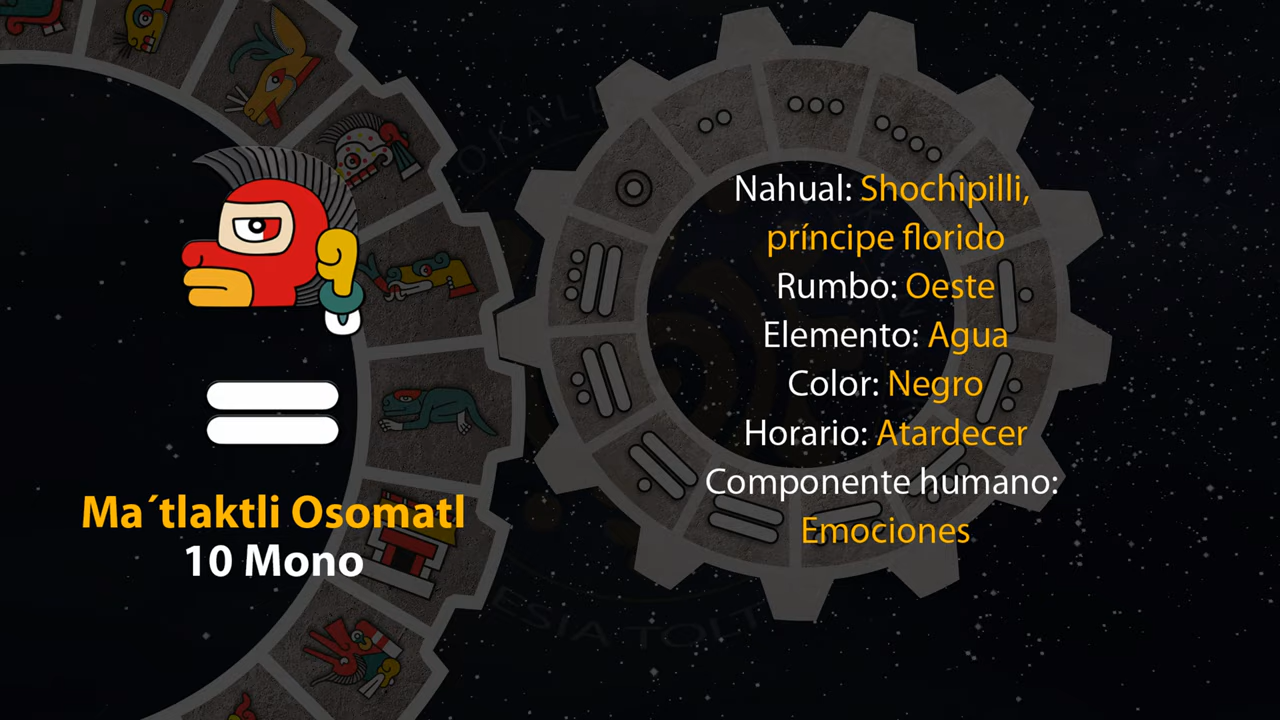 Ma´tlaktli Osomatl
10 Mono
Nahual: Shochipilli,
príncipe florido
Rumbo: Oeste
Elemento: Agua
Color: Negro
Horario: Atardecer
Componente humano:
Emociones